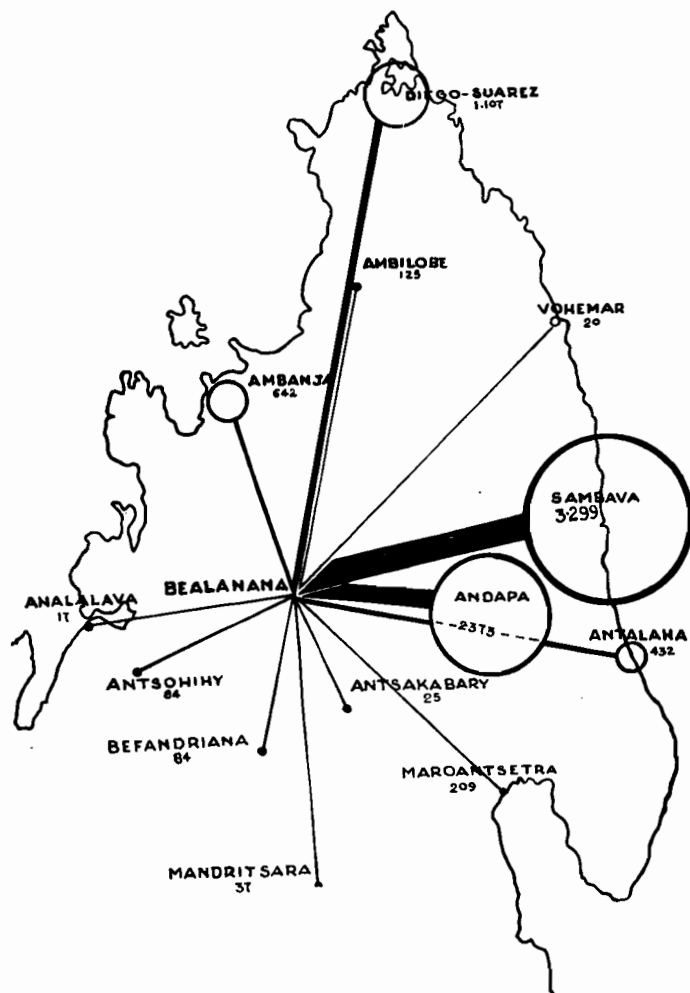 DIEGO-SUAREZ
1.107
AMBILOBE
125
VOHEMAR
20
AMBANJA
642
SAMBAVA
3.299
BEALANANA
ANDAPA
2373
ANALALAVA
17
ANTALAHA
432
ANTSOHIHY
84
ANTSAKABARY
25
BEFANDRIANA
84
MAROANTSETRA
209
MANDRITSARA
37